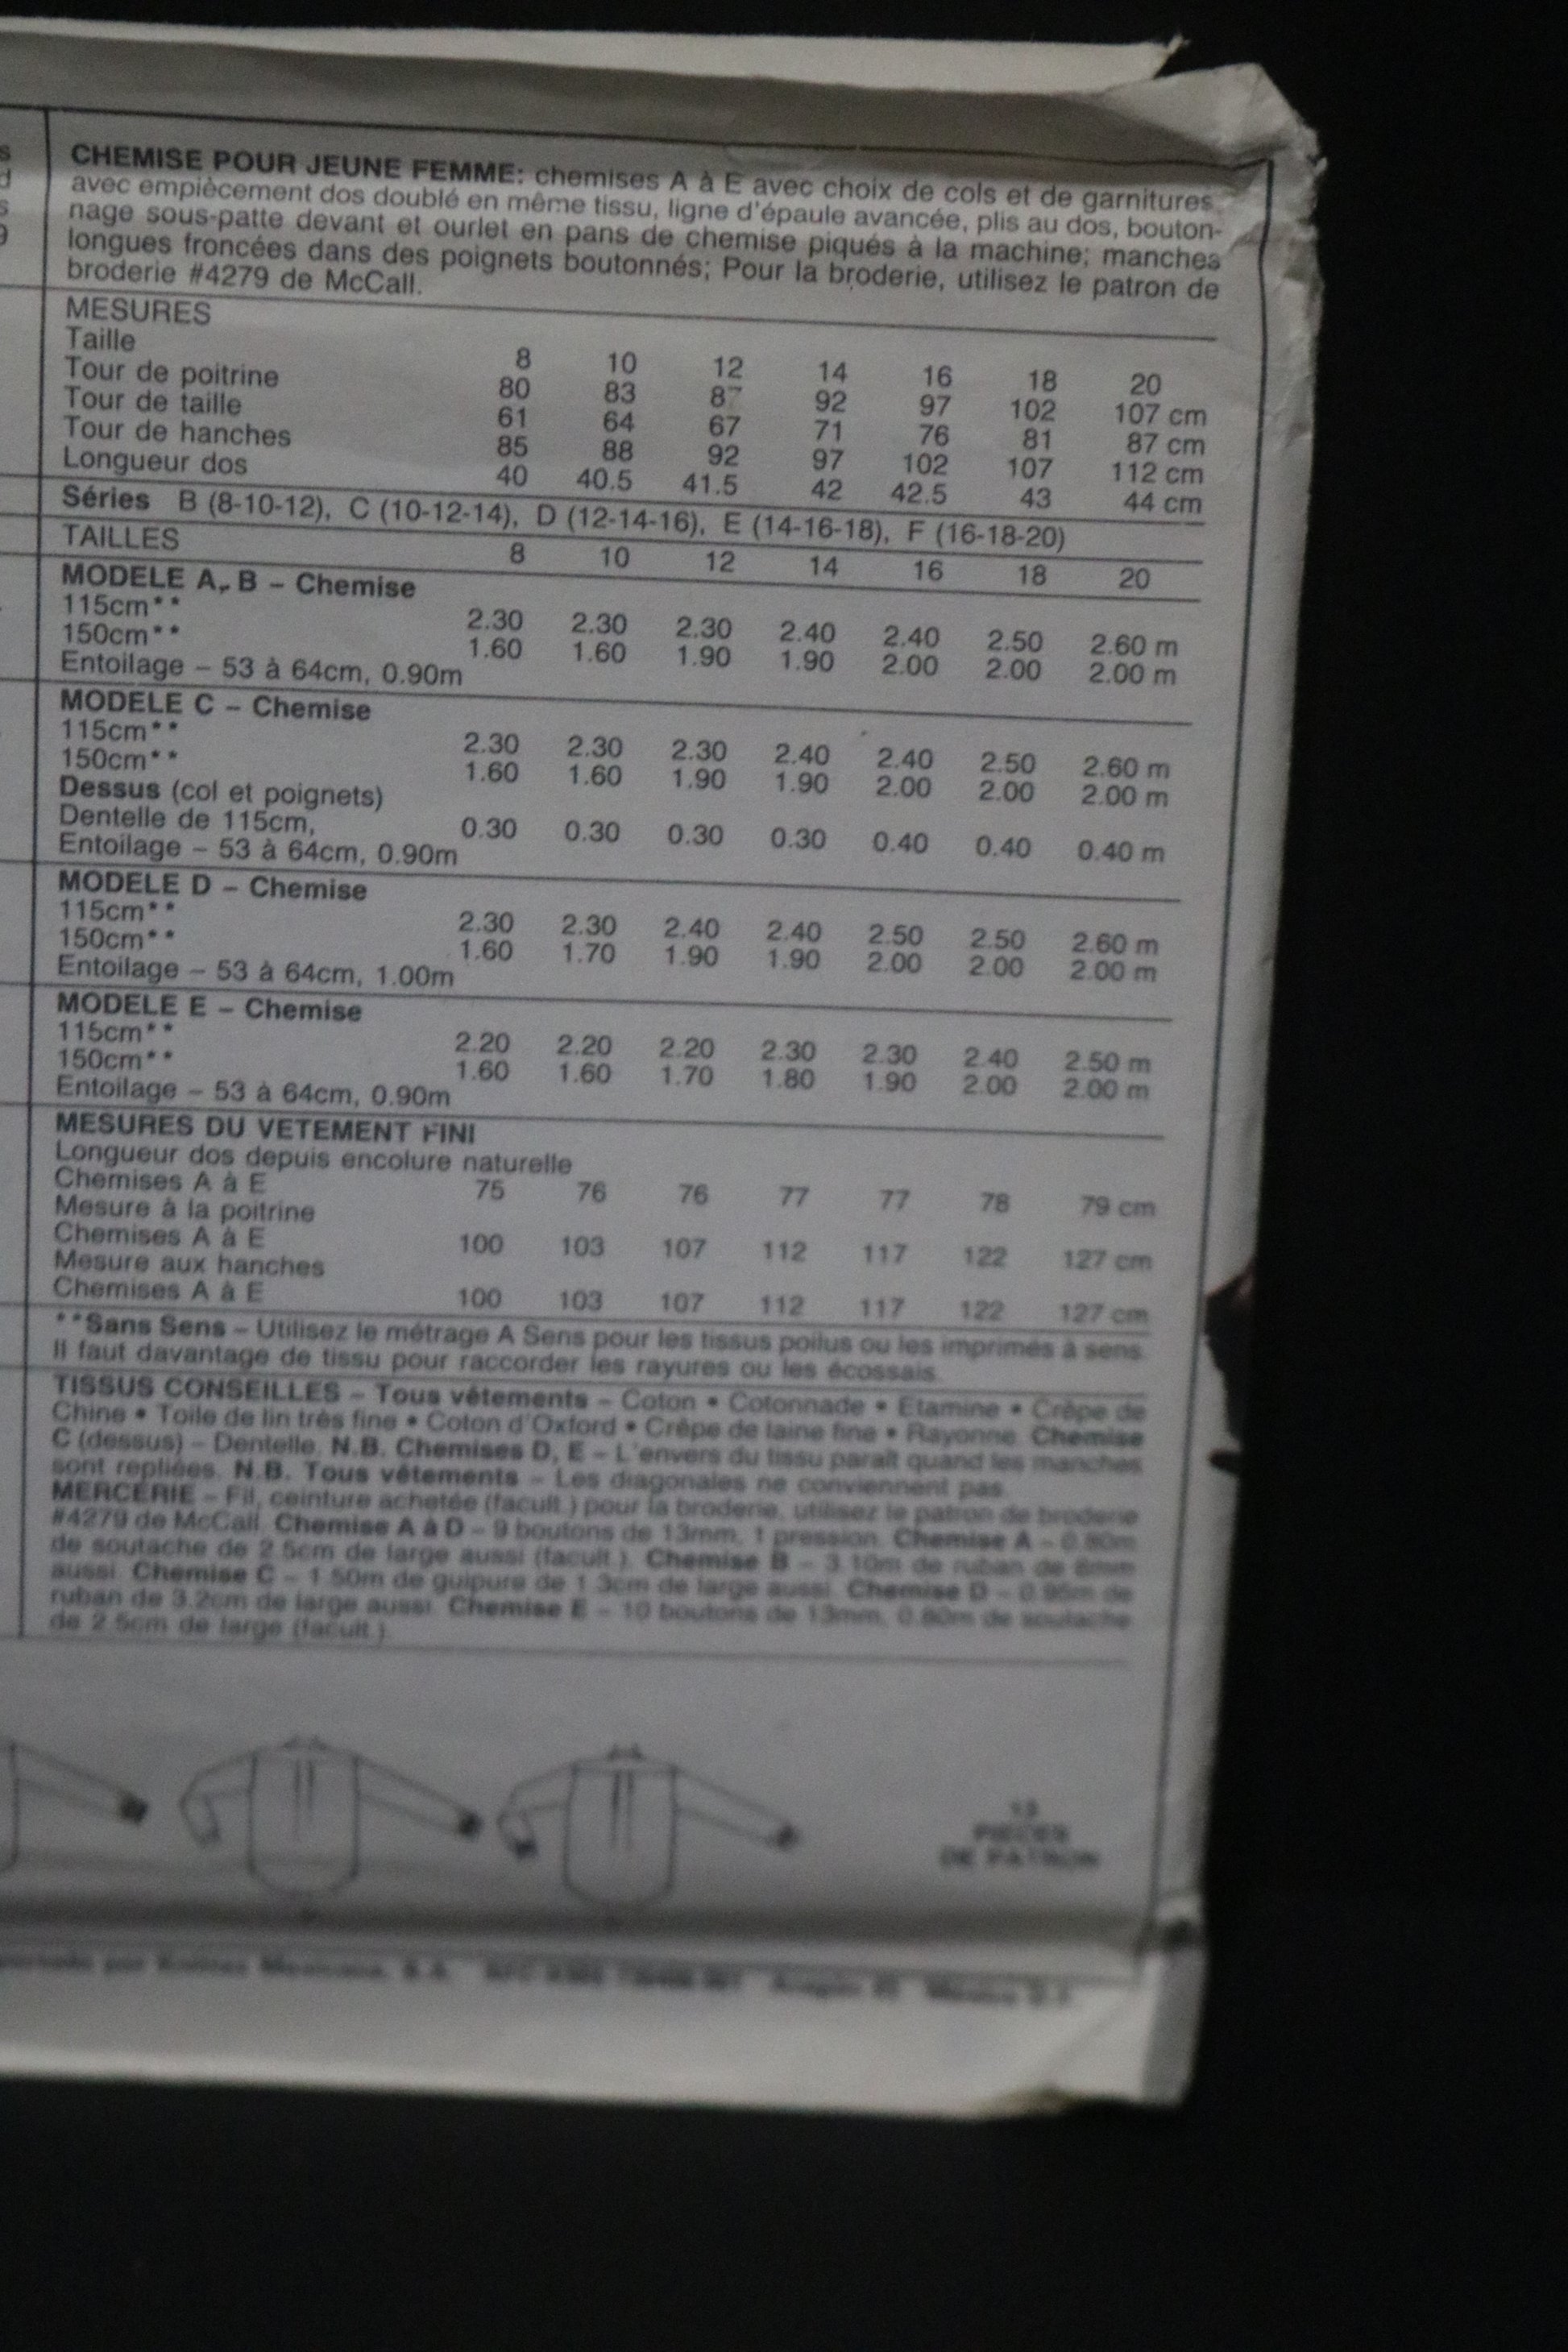 s
d
s
9
CHEMISE POUR JEUNE FEMME: chemises A à E avec choix de cols et de garnitures
avec empiècement dos doublé en même tissu, ligne d'épaule avancée, plis au dos, bouton-
nage sous-patte devant et ourlet en pans de chemise piqués à la machine; manches
longues froncées dans des poignets boutonnés; Pour la broderie, utilisez le patron de
broderie #4279 de McCall.
MESURES
Taille 8 10 12 14 16 18 20
Tour de poitrine 80 83 87 92 97 102 107 cm
Tour de taille 61 64 67 71 76 81 87 cm
Tour de hanches 85 88 92 97 102 107 112 cm
Longueur dos 40 40.5 41.5 42 42.5 43 44 cm
Séries B (8-10-12), C (10-12-14), D (12-14-16), E (14-16-18), F (16-18-20)
TAILLES 8 10 12 14 16 18 20
MODELE A, B – Chemise
115cm** 2.30 2.30 2.30 2.40 2.40 2.50 2.60 m
150cm** 1.60 1.60 1.90 1.90 2.00 2.00 2.00 m
Entoilage – 53 à 64cm, 0.90m
MODELE C – Chemise
115cm** 2.30 2.30 2.30 2.40 2.40 2.50 2.60 m
150cm** 1.60 1.60 1.90 1.90 2.00 2.00 2.00 m
Dessus (col et poignets)
Dentelle de 115cm, 0.30 0.30 0.30 0.30 0.40 0.40 0.40 m
Entoilage – 53 à 64cm, 0.90m
MODELE D – Chemise
115cm** 2.30 2.30 2.40 2.40 2.50 2.50 2.60 m
150cm** 1.60 1.70 1.90 1.90 2.00 2.00 2.00 m
Entoilage – 53 à 64cm, 1.00m
MODELE E – Chemise
115cm** 2.20 2.20 2.20 2.30 2.30 2.40 2.50 m
150cm** 1.60 1.60 1.70 1.80 1.90 2.00 2.00 m
Entoilage – 53 à 64cm, 0.90m
MESURES DU VETEMENT FINI
Longueur dos depuis encolure naturelle
Chemises A à E 75 76 76 77 77 78 79 cm
Mesure à la poitrine
Chemises A à E 100 103 107 112 117 122 127 cm
Mesure aux hanches
Chemises A à E 100 103 107 112 117 122 127 cm
**Sans Sens – Utilisez le métrage A Sens pour les tissus poilus ou les imprimés à sens.
Il faut davantage de tissu pour raccorder les rayures ou les écossais.
TISSUS CONSEILLES – Tous vêtements – Coton • Cotonnade • Etamine • Crêpe de
Chine • Toile de lin très fine • Coton d'Oxford • Crêpe de laine fine • Rayonne. Chemise
C (dessus) – Dentelle. N.B. Chemises D, E – L'envers du tissu paraît quand les manches
sont repliées. N.B. Tous vêtements – Les diagonales ne conviennent pas.
MERCERIE – Fil, ceinture achetée (facult.) pour la broderie, utilisez le patron de broderie
#4279 de McCall. Chemise A à D – 9 boutons de 13mm, 1 pression. Chemise A – 0.80m
de soutache de 2.5cm de large aussi (facult.). Chemise B – 3.10m de ruban de 6mm
aussi. Chemise C – 1.50m de guipure de 1.3cm de large aussi. Chemise D – 0.95m de
ruban de 3.2cm de large aussi. Chemise E – 10 boutons de 13mm, 0.80m de soutache
de 2.5cm de large (facult.).
PIECES
DE PATRON